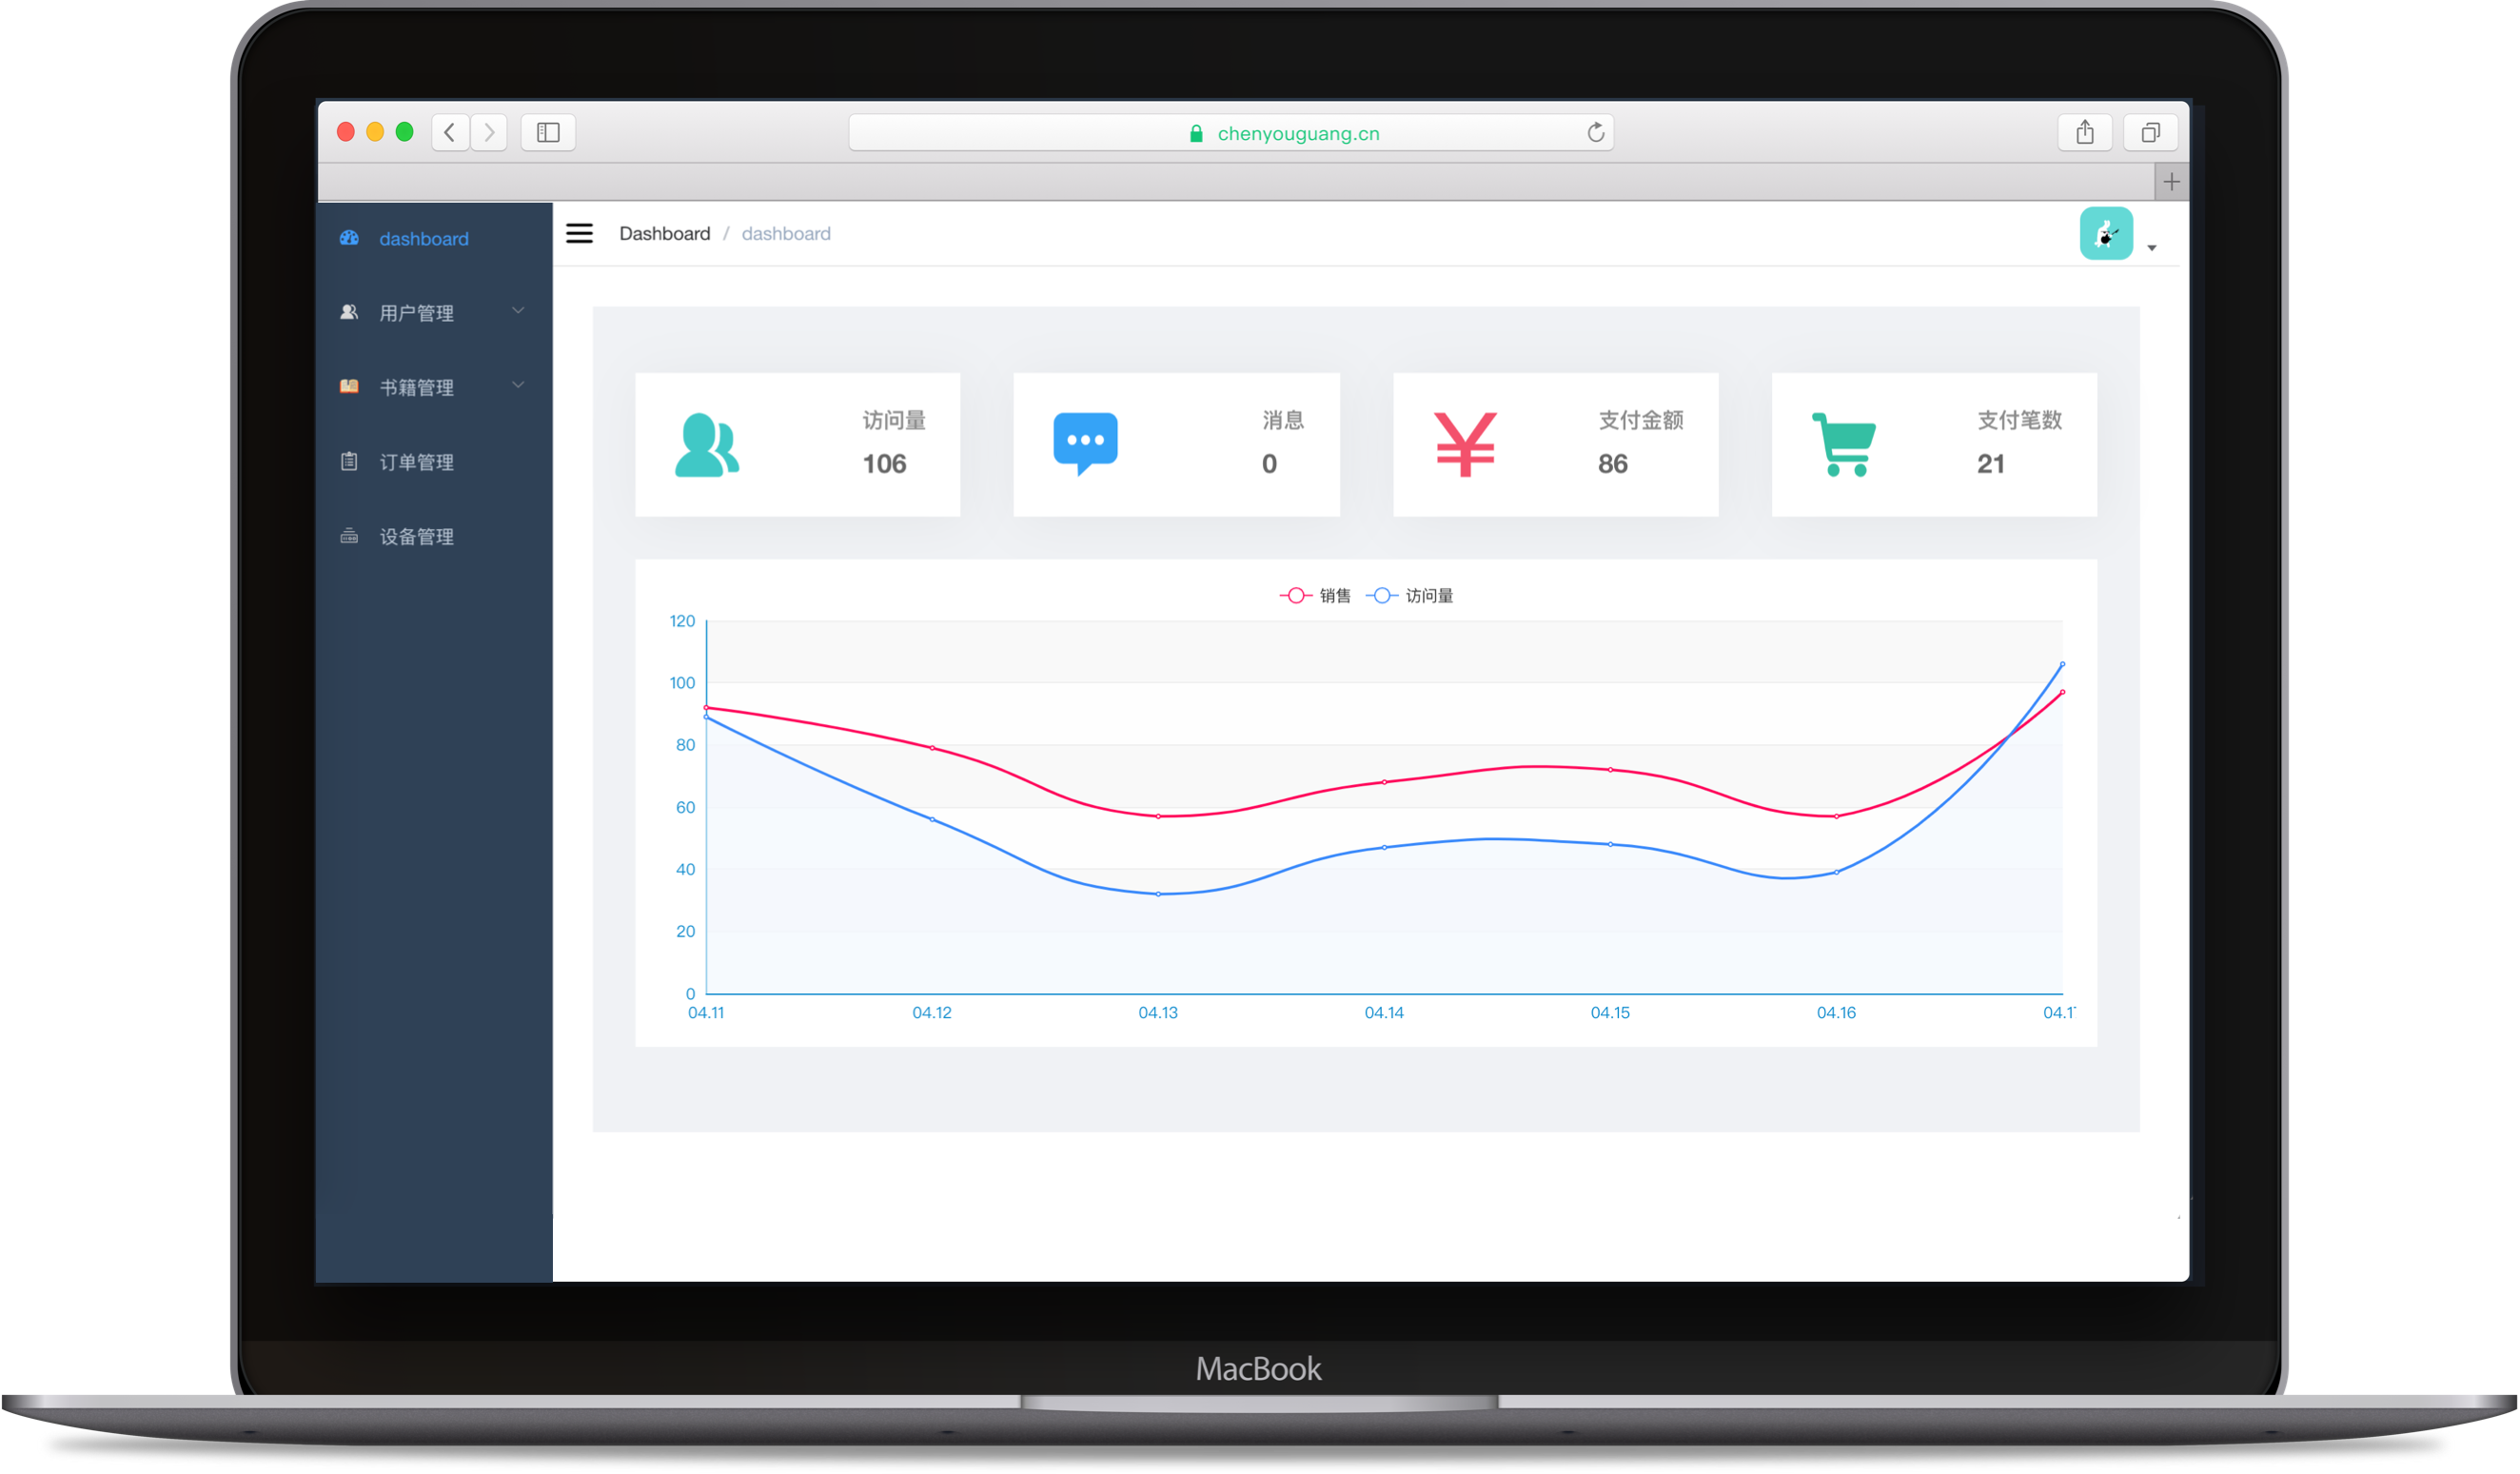 chenyouguang.cn
dashboard
用户管理
书籍管理
订单管理
设备管理
Dashboard / dashboard
访问量
106
消息
0
支付金额
86
支付笔数
21
销售 访问量
120
100
80
60
40
20
0
04.11 04.12 04.13 04.14 04.15 04.16
MacBook